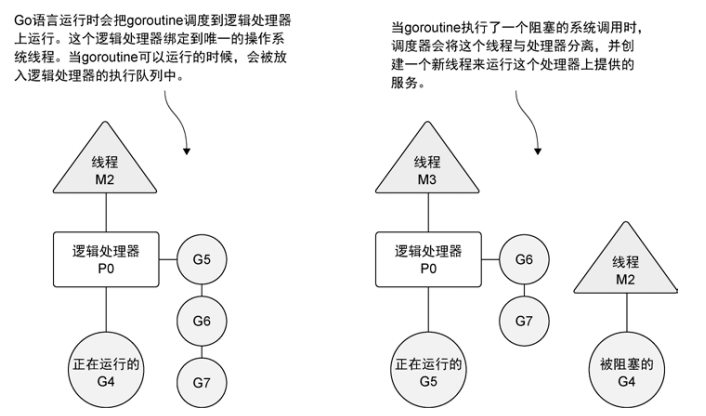 Go语言运行时会把goroutine调度到逻辑处理器
上运行。这个逻辑处理器绑定到唯一的操作系
统线程。当goroutine可以运行的时候，会被放
入逻辑处理器的执行队列中。
当goroutine执行了一个阻塞的系统调用时，
调度器会将这个线程与处理器分离，并创
建一个新线程来运行这个处理器上提供的
服务。
线程
M2
逻辑处理器
P0
G5
G6
G7
正在运行的
G4
线程
M3
逻辑处理器
P0
G6
G7
正在运行的
G5
线程
M2
被阻塞的
G4